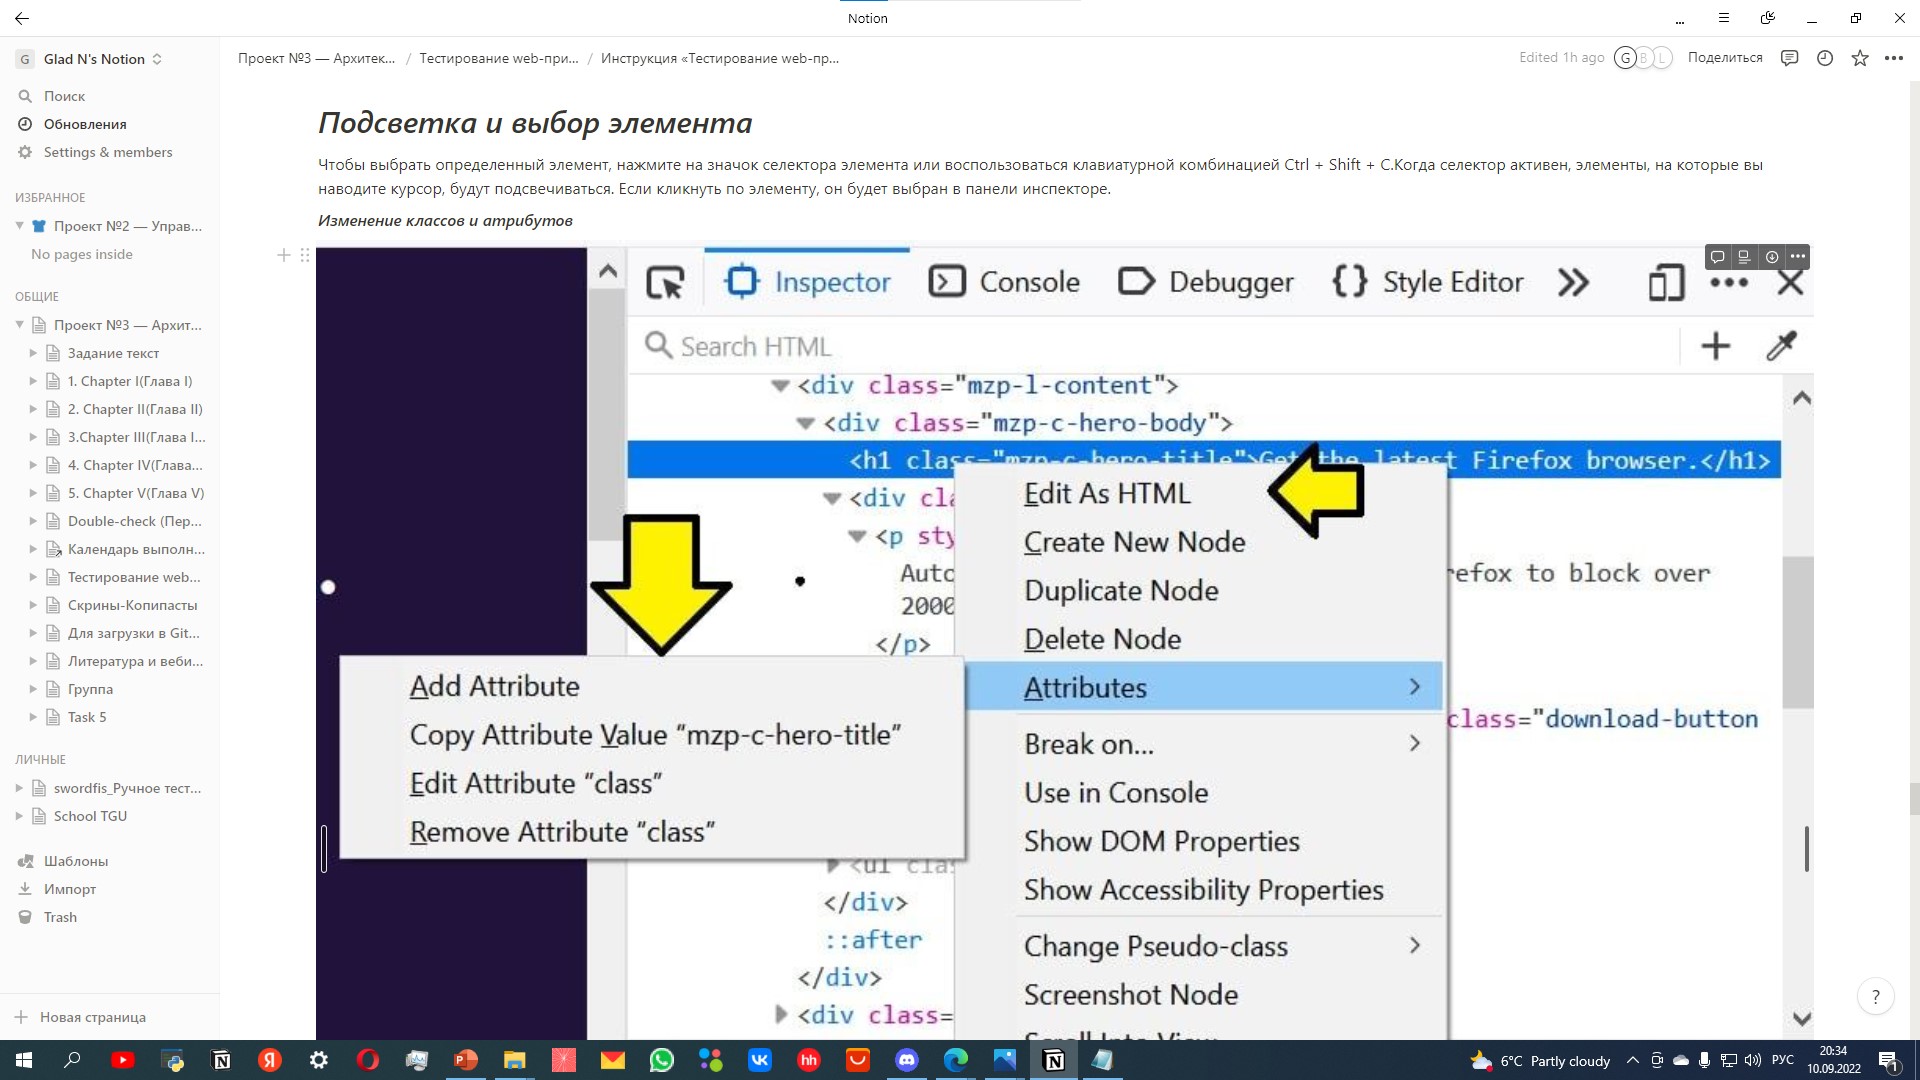 Notion
Glad N's Notion
Проект №3 — Архитек... / Тестирование web-при... / Инструкция «Тестирование web-пр...
Edited 1h ago
G B L
Поделиться
Поиск
Обновления
Settings & members
ИЗБРАННОЕ
Проект №2 — Управ...
No pages inside
ОБЩИЕ
Проект №3 — Архит...
Задание текст
1. Chapter I(Глава I)
2. Chapter II(Глава II)
3.Chapter III(Глава I...
4. Chapter IV(Глава...
5. Chapter V(Глава V)
Double-check (Пер...
Календарь выполн...
Тестирование web...
Скрины-Копипасты
Для загрузки в Git...
Литература и веби...
Группа
Task 5
ЛИЧНЫЕ
swordfis_Ручное тест...
School TGU
Шаблоны
Импорт
Trash
Новая страница
Подсветка и выбор элемента
Чтобы выбрать определенный элемент, нажмите на значок селектора элемента или воспользоваться клавиатурной комбинацией Ctrl + Shift + C.Когда селектор активен, элементы, на которые вы
наводите курсор, будут подсвечиваться. Если кликнуть по элементу, он будет выбран в панели инспекторе.
Изменение классов и атрибутов
Inspector Console Debugger Style Editor
Search HTML
<div class="mzp-l-content">
<div class="mzp-c-hero-body">
<h1 class="mzp-c-hero-title">Get the latest Firefox browser.</h1>
<div cla
<p sty
Auto
refox to block over
2000
</p>
class="download-button
<ul clas
</div>
::after
</div>
<div class=
Edit As HTML
Create New Node
Duplicate Node
Delete Node
Attributes
Break on...
Use in Console
Show DOM Properties
Show Accessibility Properties
Change Pseudo-class
Screenshot Node
Scroll Into View
Add Attribute
Copy Attribute Value “mzp-c-hero-title”
Edit Attribute “class”
Remove Attribute “class”
?
6°C Partly cloudy
РУС
20:34
10.09.2022
1